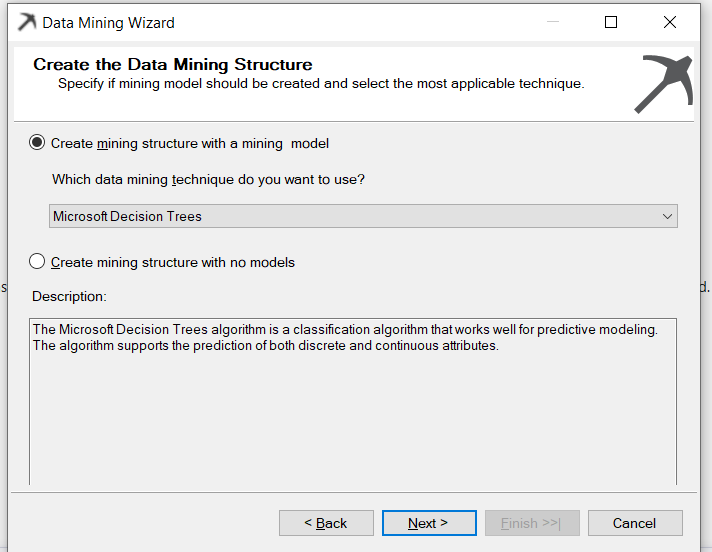 Data Mining Wizard
Create the Data Mining Structure
Specify if mining model should be created and select the most applicable technique.
Create mining structure with a mining model
Which data mining technique do you want to use?
Microsoft Decision Trees
Create mining structure with no models
s
d.
Description:
The Microsoft Decision Trees algorithm is a classification algorithm that works well for predictive modeling.
The algorithm supports the prediction of both discrete and continuous attributes.
< Back
Next >
Finish >>|
Cancel